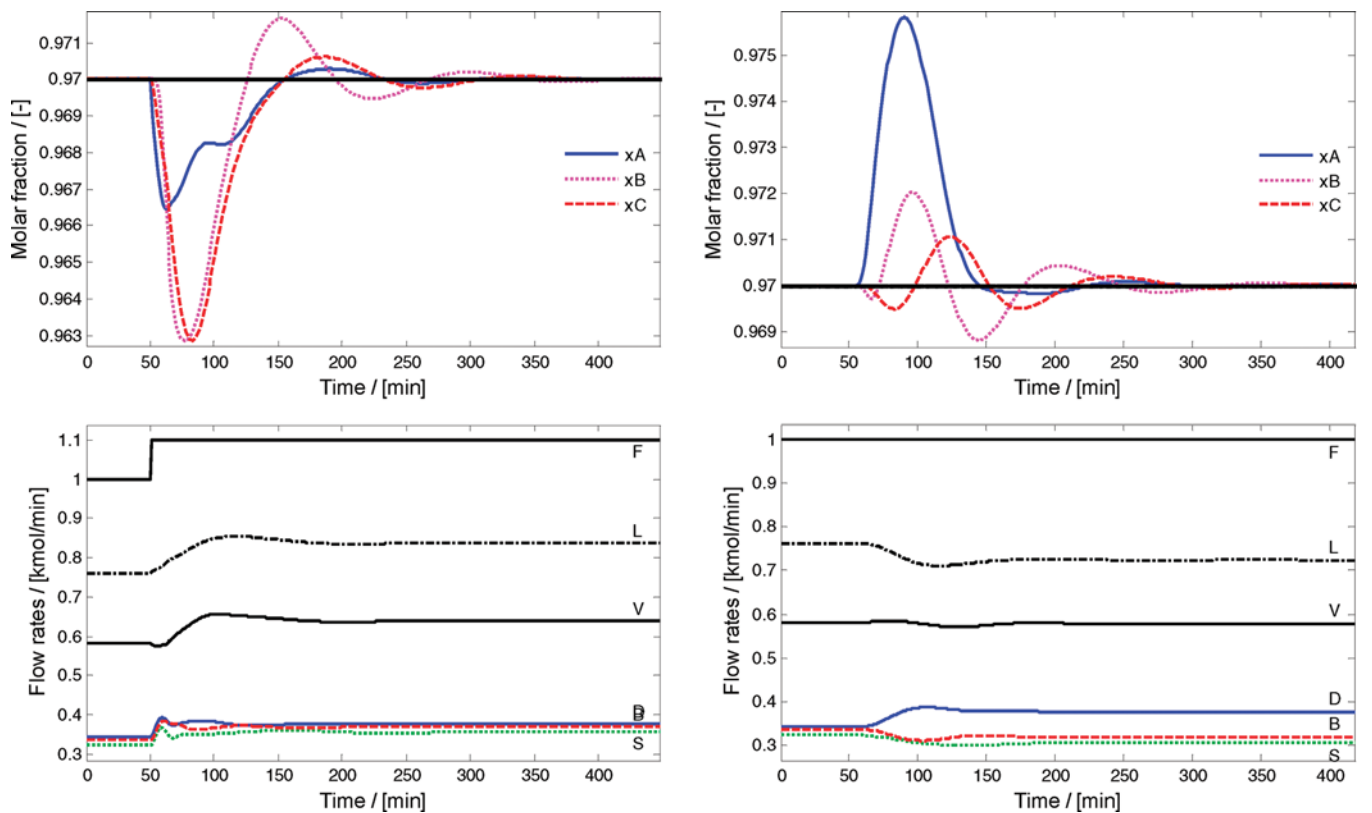 0.971
0.97
0.969
0.968
0.967
0.966
0.965
0.964
0.963
Molar fraction / [-]
xA
xB
xC
0 50 100 150 200 250 300 350 400
Time / [min]
0.975
0.974
0.973
0.972
0.971
0.97
0.969
Molar fraction / [-]
xA
xB
xC
0 50 100 150 200 250 300 350 400
Time / [min]
1.1
1
0.9
0.8
0.7
0.6
0.5
0.4
0.3
Flow rates / [kmol/min]
F
L
V
D
B
S
0 50 100 150 200 250 300 350 400
Time / [min]
1
0.9
0.8
0.7
0.6
0.5
0.4
0.3
Flow rates / [kmol/min]
F
L
V
D
B
S
0 50 100 150 200 250 300 350 400
Time / [min]